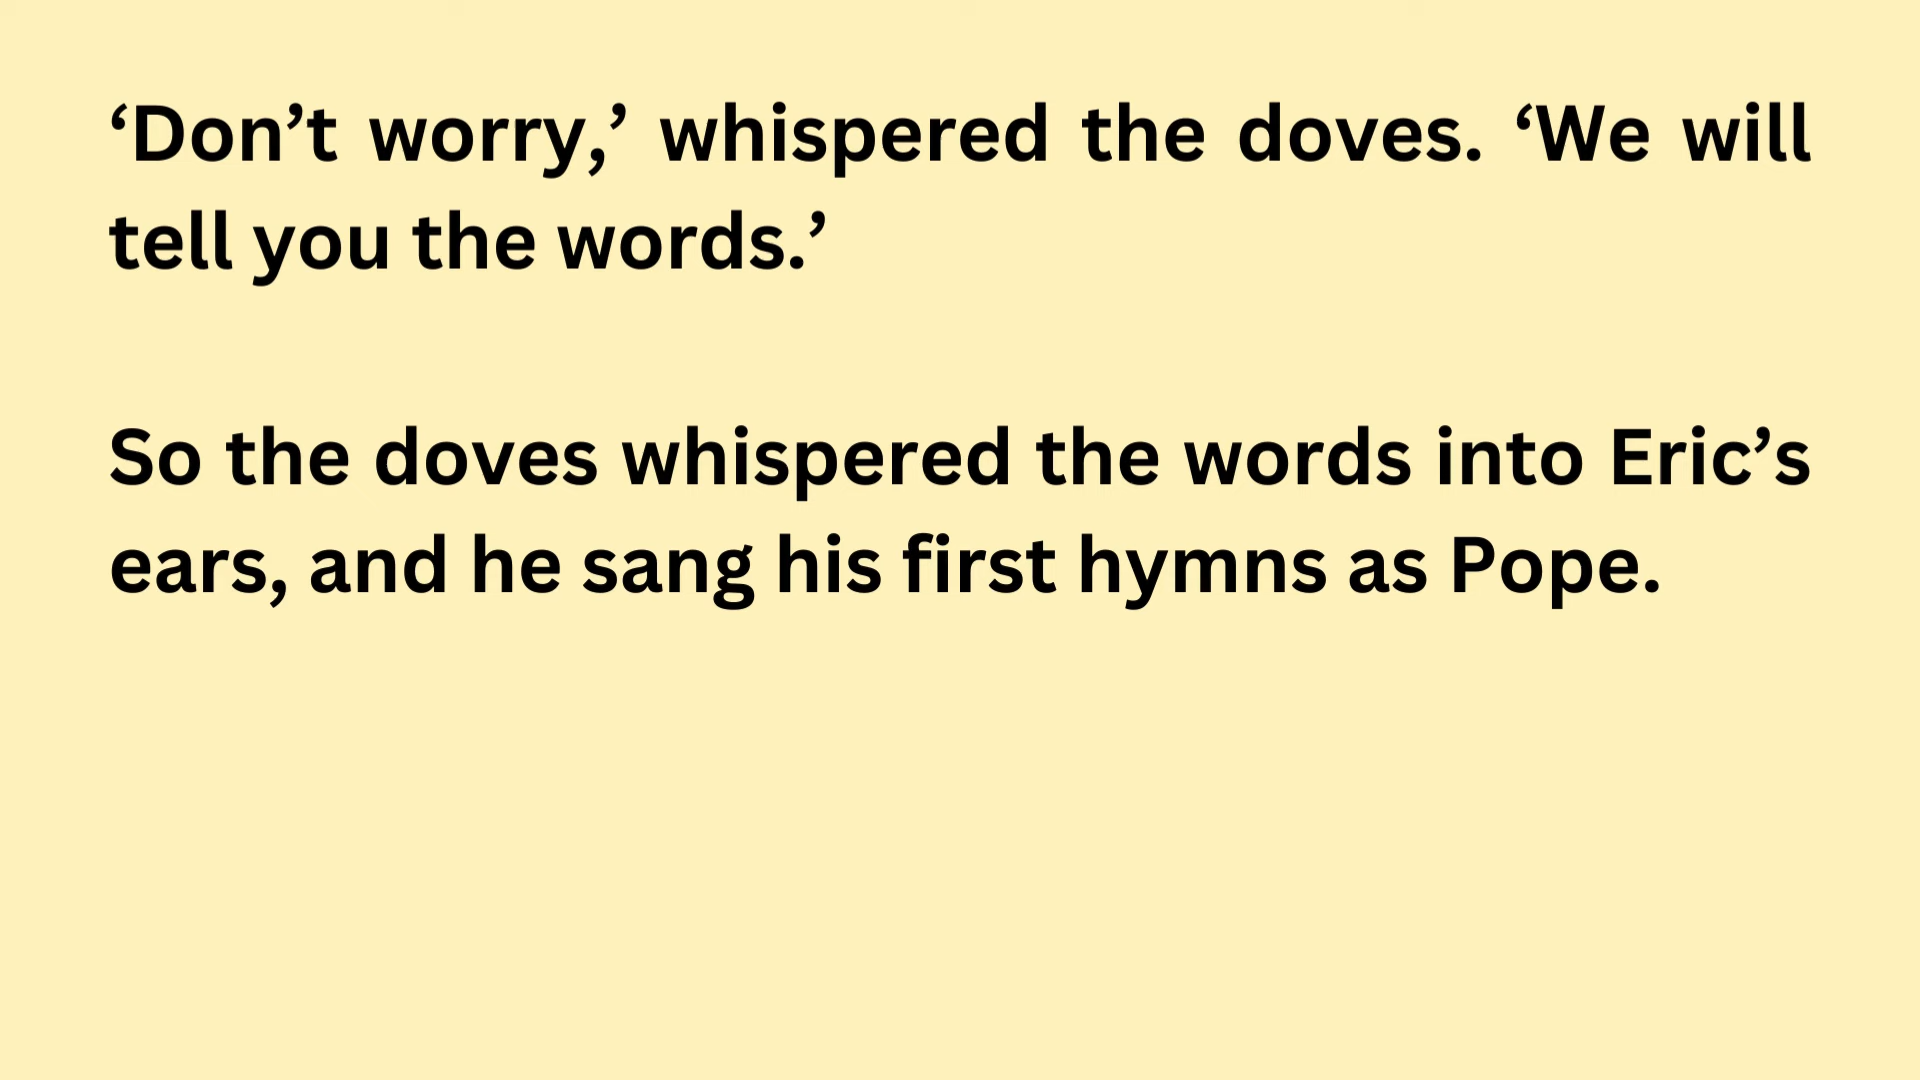 ‘Don’t worry,’ whispered the doves. ‘We will
tell you the words.’
So the doves whispered the words into Eric’s
ears, and he sang his first hymns as Pope.